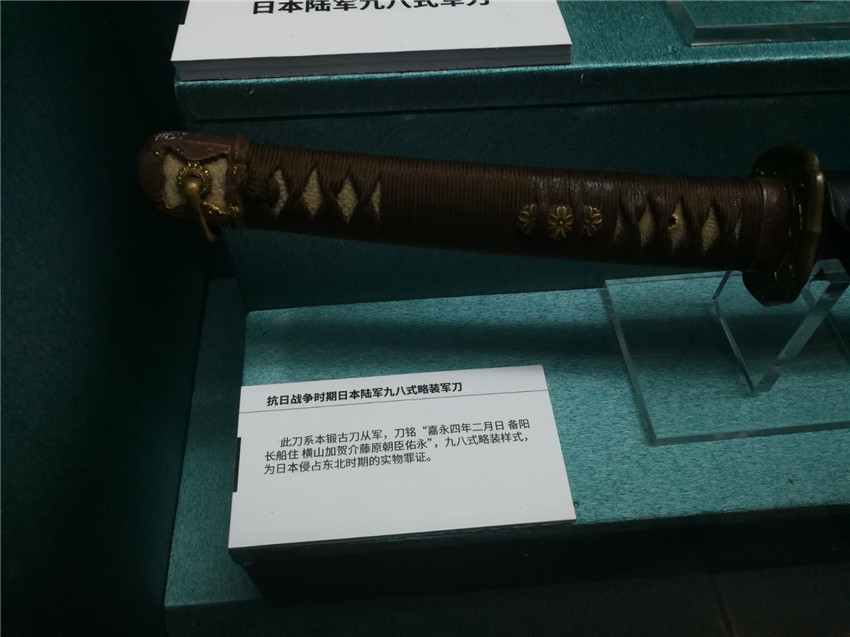 日本陆军九八式军刀
抗日战争时期日本陆军九八式略装军刀
此刀系本锻古刀从军，刀铭“嘉永四年二月日 备阳
长船住 横山加贺介藤原朝臣佑永”，九八式略装样式，
为日本侵占东北时期的实物罪证。